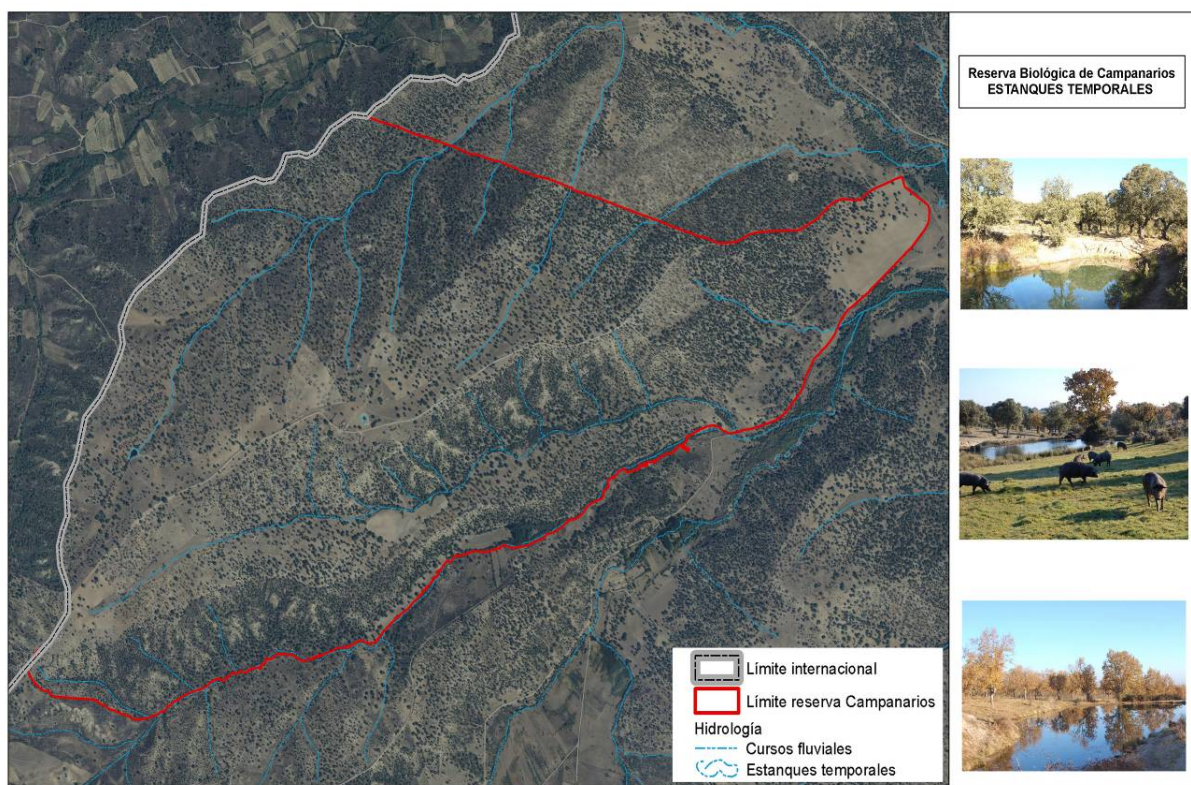 Reserva Biológica de Campanarios
ESTANQUES TEMPORALES
Límite internacional
Límite reserva Campanarios
Hidrología
Cursos fluviales
Estanques temporales